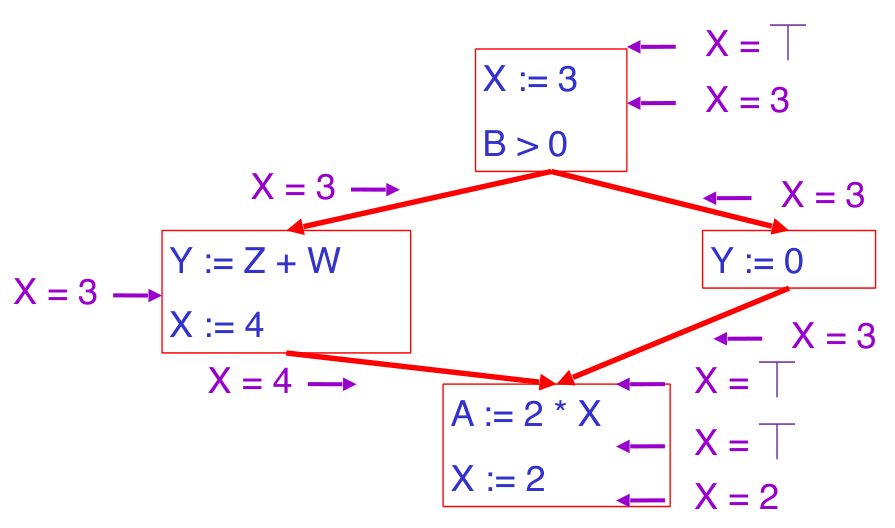 X = ⊤
X := 3
X = 3
B > 0
X = 3
X = 3
Y := Z + W
Y := 0
X = 3
X := 4
X = 3
X = 4
X = ⊤
A := 2 * X
X = ⊤
X := 2
X = 2